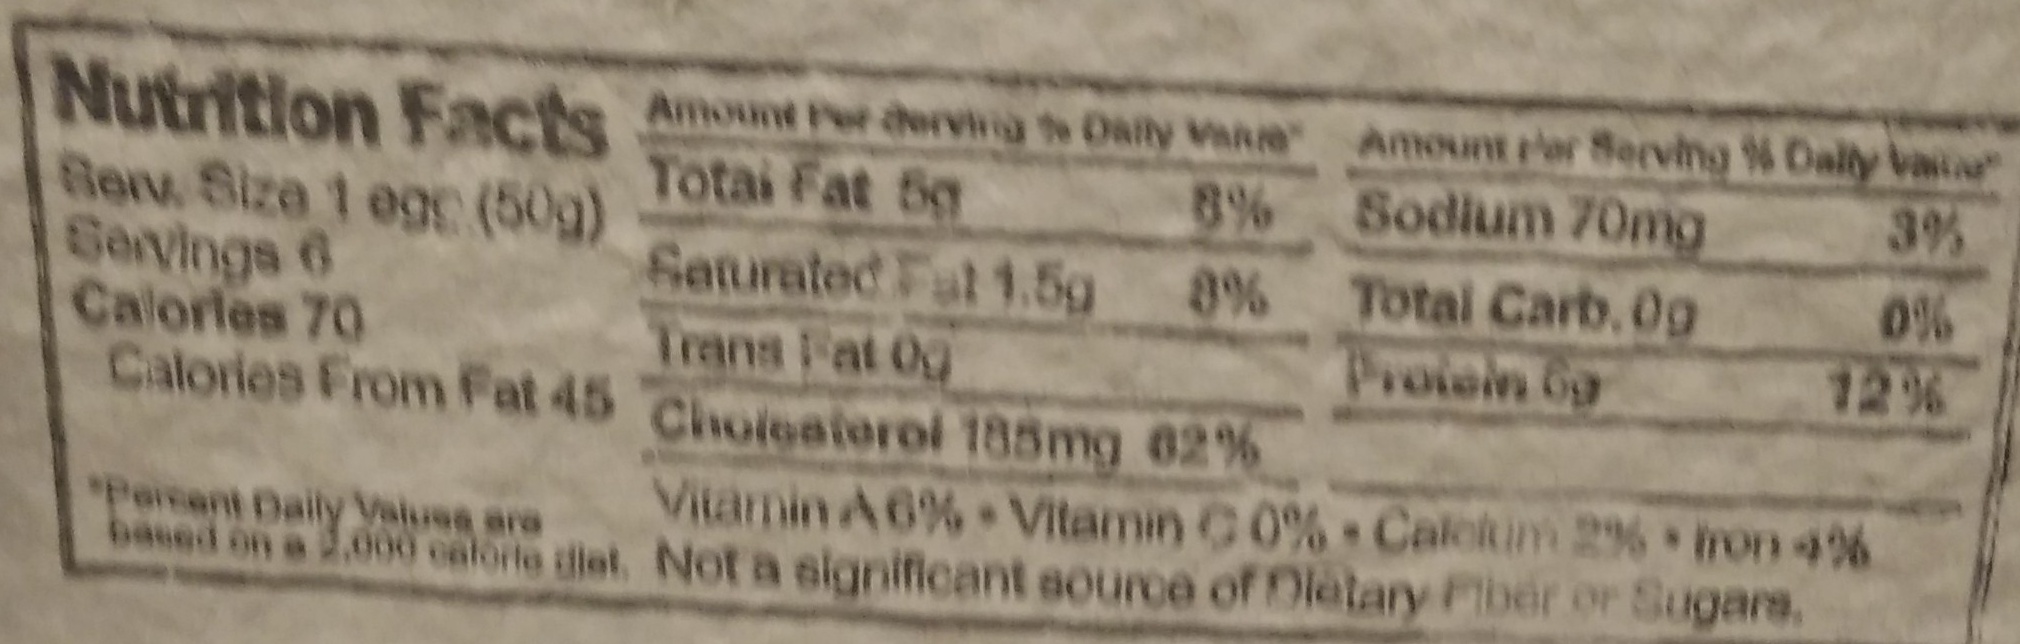 Nutrition Facts
Serv. Size 1 egg (50g)
Servings 6
Calories 70
Calories From Fat 45
*Percent Daily Values are
based on a 2,000 calorie diet.
Amount Per Serving % Daily Value*
Total Fat 5g 8%
Saturated Fat 1.5g 8%
Trans Fat 0g
Cholesterol 185mg 62%
Amount Per Serving % Daily Value*
Sodium 70mg 3%
Total Carb. 0g 0%
Protein 6g 12%
Vitamin A 6% • Vitamin C 0% • Calcium 2% • Iron 4%
Not a significant source of Dietary Fiber or Sugars.